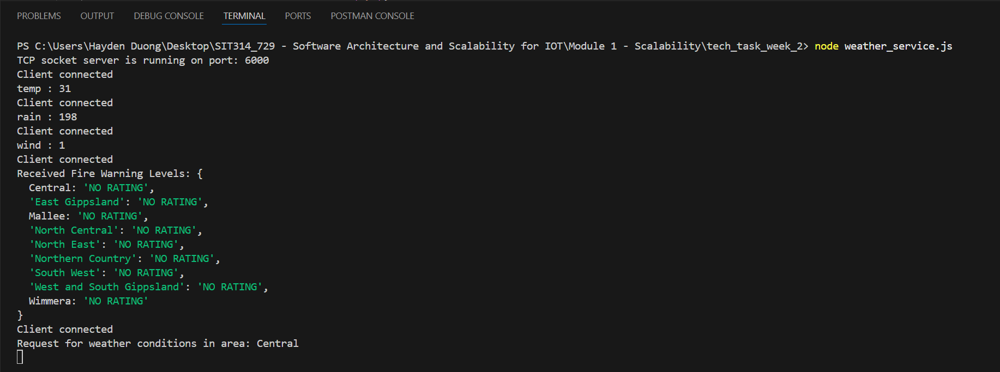 PROBLEMS OUTPUT DEBUG CONSOLE TERMINAL PORTS POSTMAN CONSOLE
PS C:\Users\Hayden Duong\Desktop\SIT314_729 - Software Architecture and Scalability for IOT\Module 1 - Scalability\tech_task_week_2> node weather_service.js
TCP socket server is running on port: 6000
Client connected
temp : 31
Client connected
rain : 198
Client connected
wind : 1
Client connected
Received Fire Warning Levels: {
  Central: 'NO RATING',
  'East Gippsland': 'NO RATING',
  Mallee: 'NO RATING',
  'North Central': 'NO RATING',
  'North East': 'NO RATING',
  'Northern Country': 'NO RATING',
  'South West': 'NO RATING',
  'West and South Gippsland': 'NO RATING',
  Wimmera: 'NO RATING'
}
Client connected
Request for weather conditions in area: Central